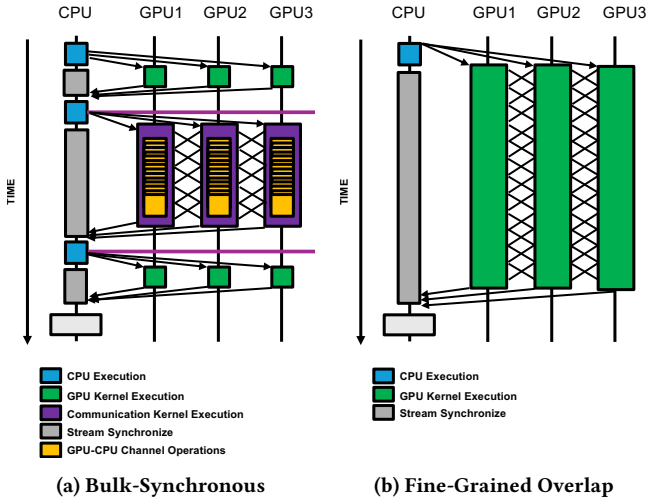 CPU GPU1 GPU2 GPU3
TIME
CPU Execution
GPU Kernel Execution
Communication Kernel Execution
Stream Synchronize
GPU-CPU Channel Operations
(a) Bulk-Synchronous
CPU GPU1 GPU2 GPU3
TIME
CPU Execution
GPU Kernel Execution
Stream Synchronize
(b) Fine-Grained Overlap